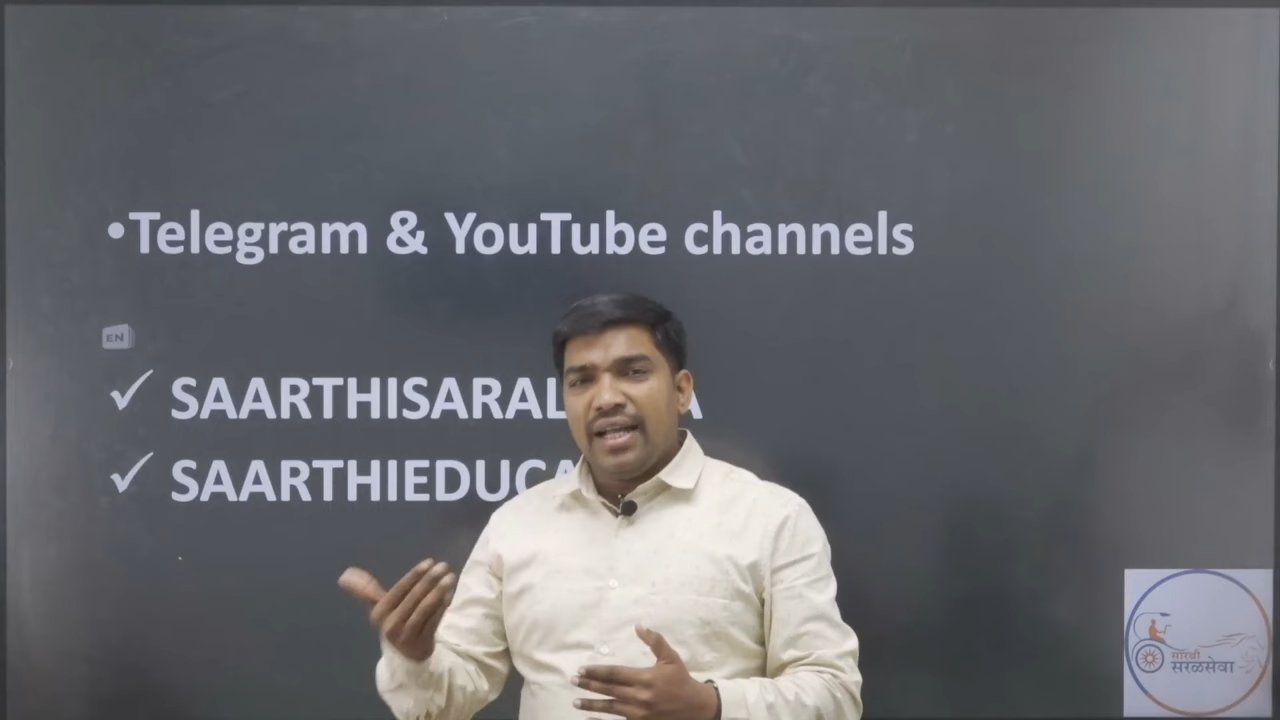 •Telegram & YouTube channels
EN
✓ SAARTHISARAL
✓ SAARTHIEDUCA
सारथी
सरळसेवा